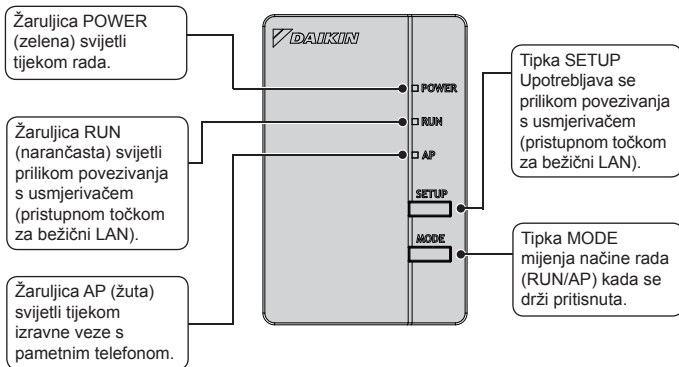 Žaruljica POWER
(zelena) svijetli
tijekom rada.
Žaruljica RUN
(narančasta) svijetli
prilikom povezivanja
s usmjerivačem
(pristupnom točkom
za bežični LAN).
Žaruljica AP (žuta)
svijetli tijekom
izravne veze s
pametnim telefonom.
DAIKIN
POWER
RUN
AP
SETUP
MODE
Tipka SETUP
Upotrebljava se
prilikom povezivanja
s usmjerivačem
(pristupnom točkom
za bežični LAN).
Tipka MODE
mijenja načine rada
(RUN/AP) kada se
drži pritisnuta.